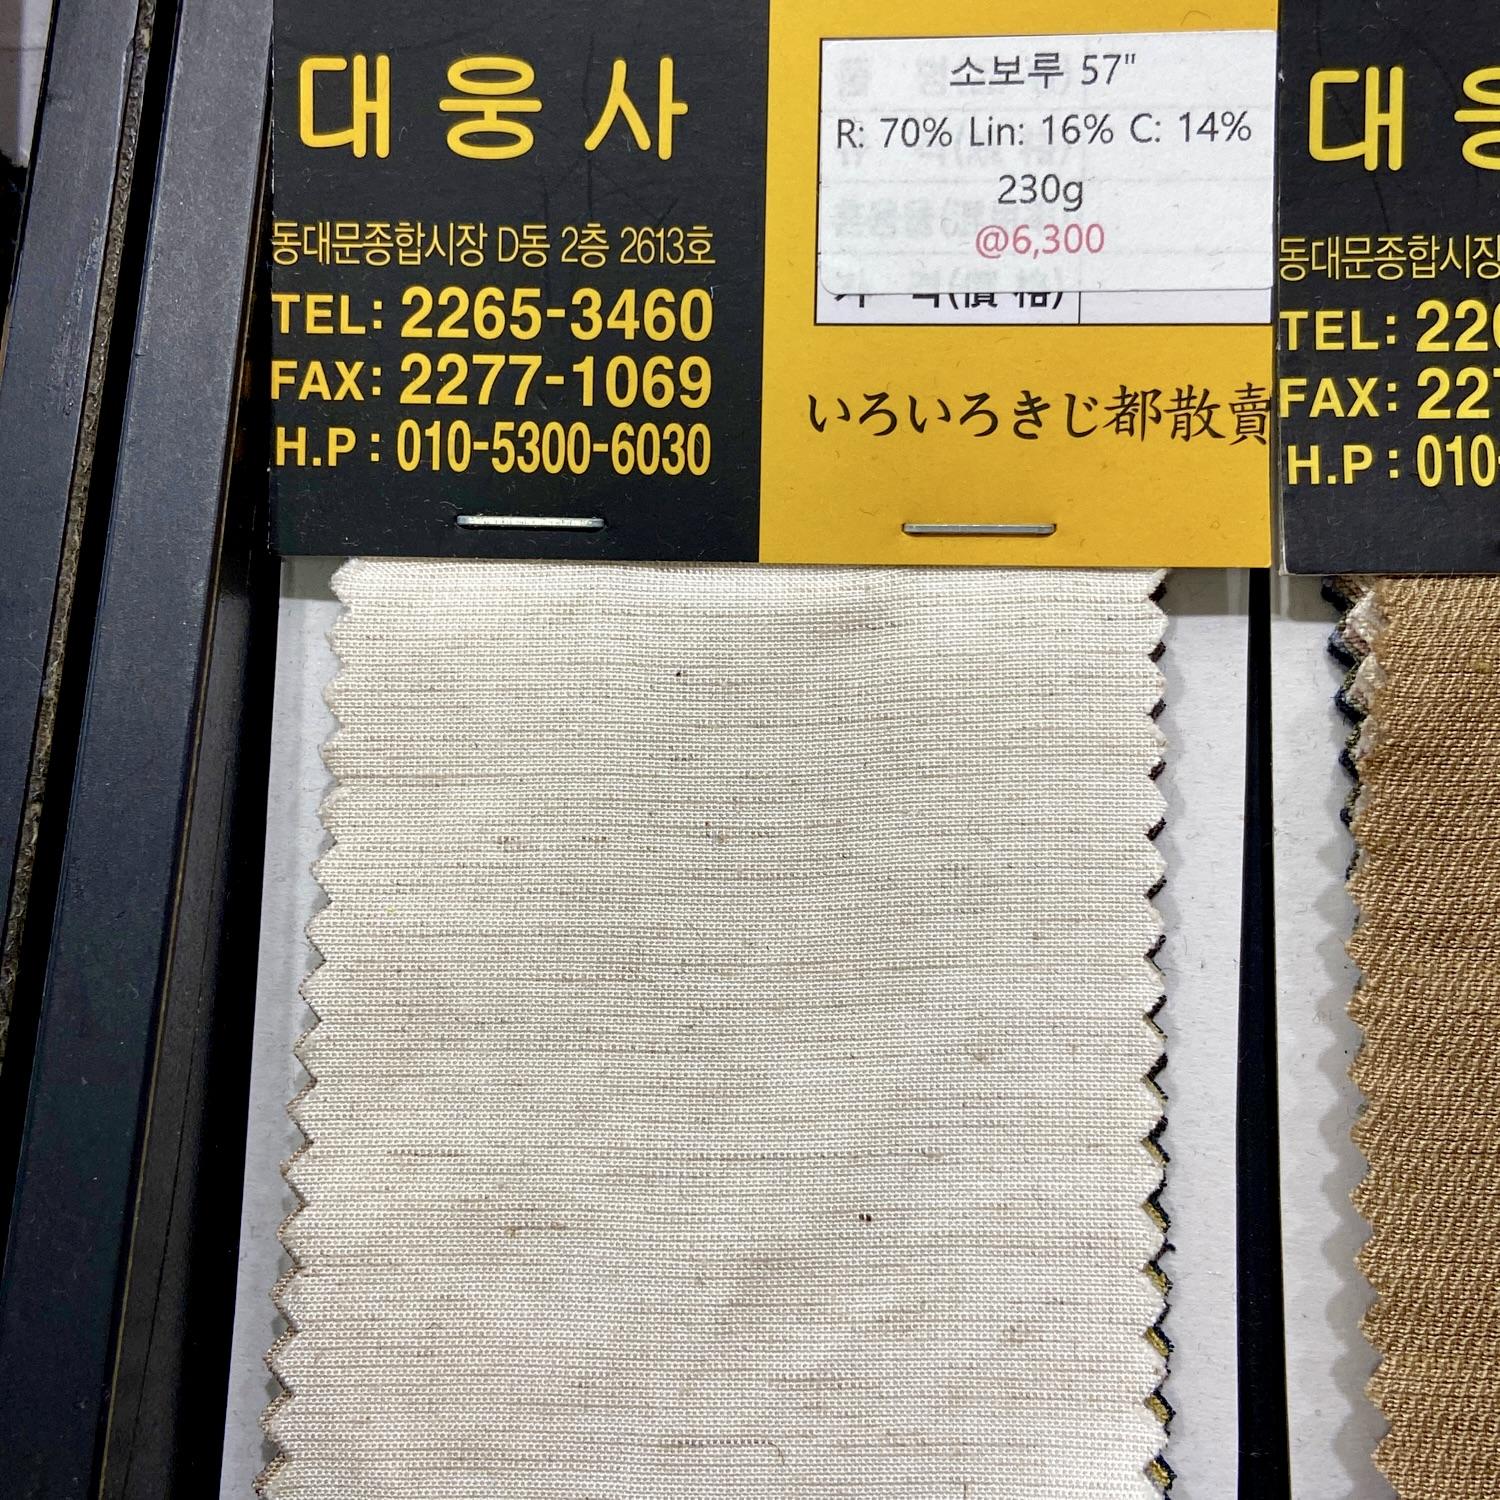 대웅사
동대문종합시장 D동 2층 2613호
TEL: 2265-3460
FAX: 2277-1069
H.P : 010-5300-6030
소보루 57"
R: 70% Lin: 16% C: 14%
230g
@6,300
(價 格)
いろいろきじ都散賣
대
동대문종합시장
TEL: 22
FAX: 22
H.P : 010-